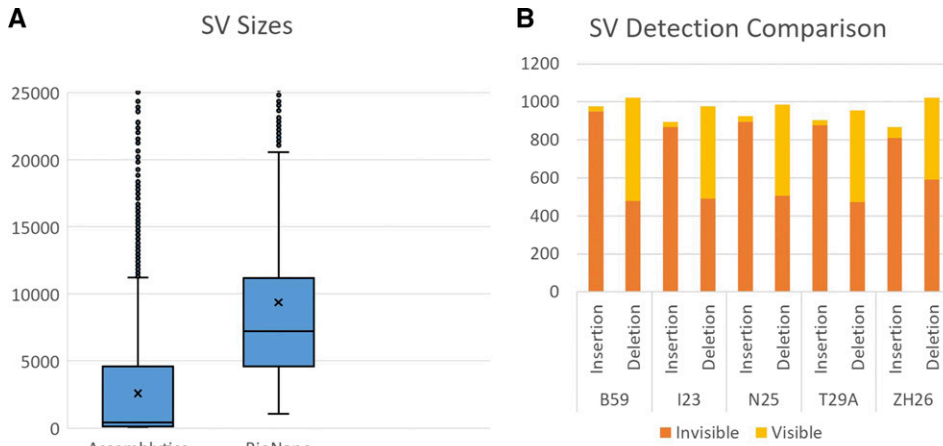 A
SV Sizes
25000
20000
15000
10000
5000
0
B
SV Detection Comparison
1200
1000
800
600
400
200
0
Insertion
Deletion
Insertion
Deletion
Insertion
Deletion
Insertion
Deletion
Insertion
Deletion
B59
I23
N25
T29A
ZH26
Invisible
Visible